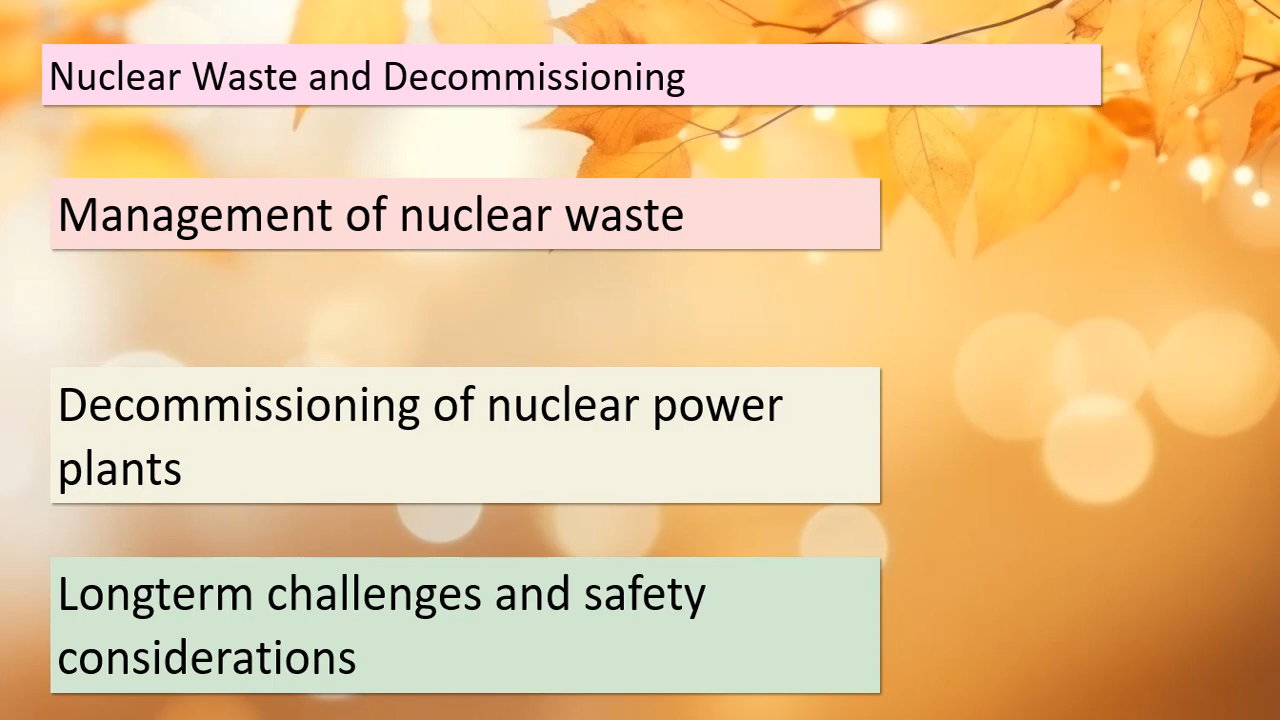 Nuclear Waste and Decommissioning
Management of nuclear waste
Decommissioning of nuclear power
plants
Longterm challenges and safety
considerations